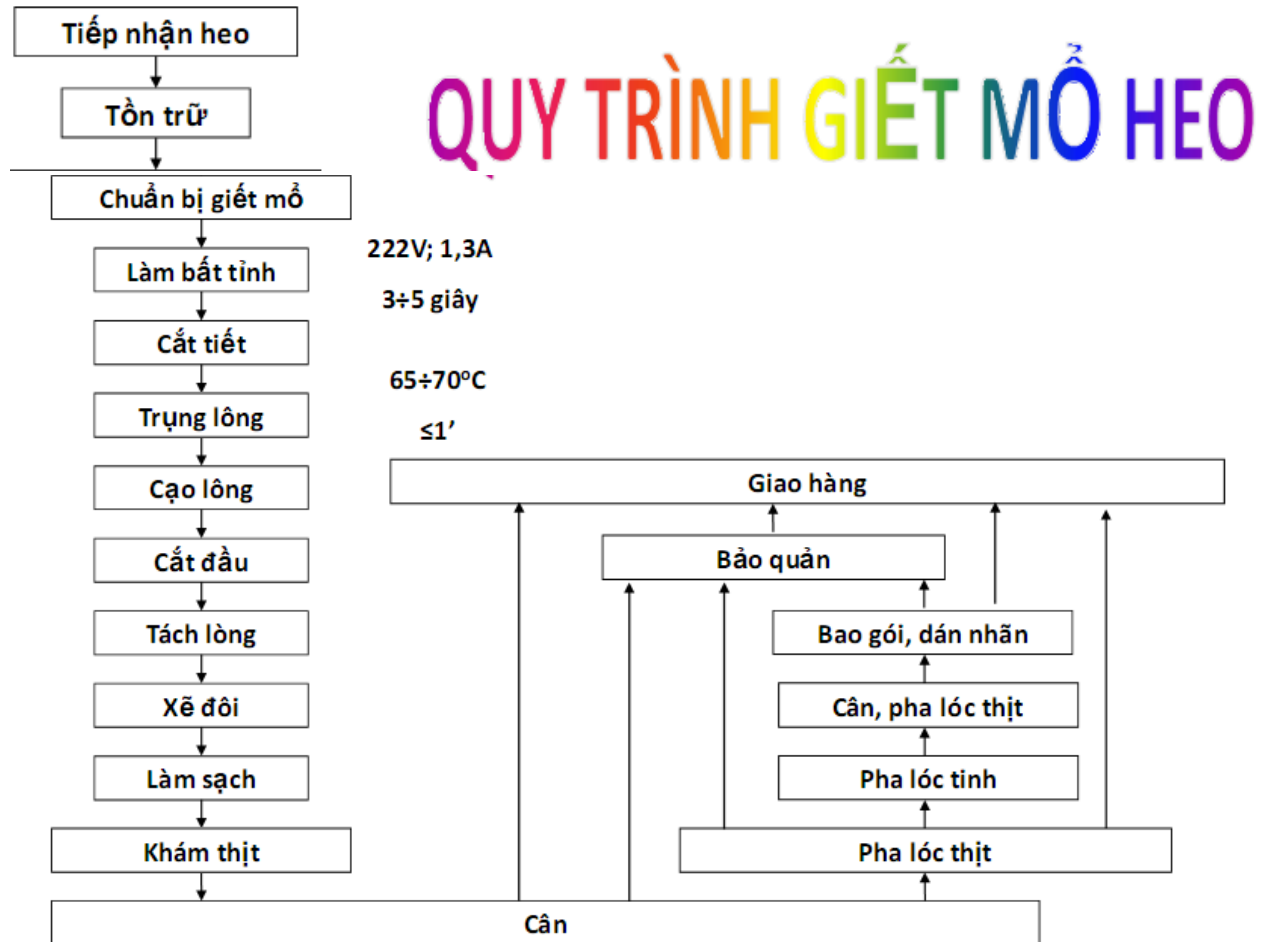 QUY TRÌNH GIẾT MỔ HEO
Tiếp nhận heo
Tồn trữ
Chuẩn bị giết mổ
Làm bất tỉnh
222V; 1,3A
3÷5 giây
Cắt tiết
Trụng lông
65÷70°C
≤1’
Cạo lông
Cắt đầu
Tách lòng
Xẽ đôi
Làm sạch
Khám thịt
Cân
Giao hàng
Bảo quản
Bao gói, dán nhãn
Cân, pha lóc thịt
Pha lóc tinh
Pha lóc thịt